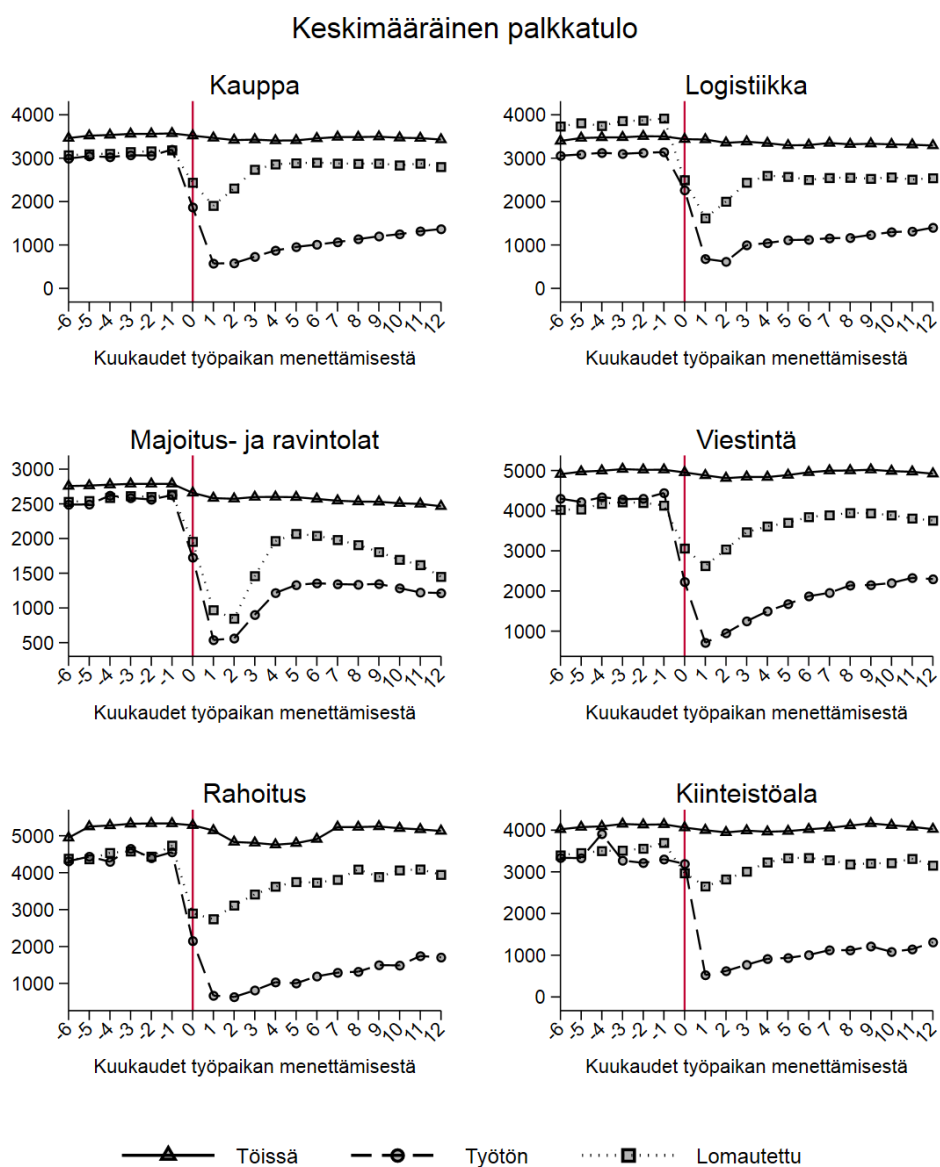 Keskimääräinen palkkatulo
Kauppa
4000
3000
2000
1000
0
-6 -5 -4 -3 -2 -1 0 1 2 3 4 5 6 7 8 9 10 11 12
Kuukaudet työpaikan menettämisestä
Logistiikka
4000
3000
2000
1000
0
-6 -5 -4 -3 -2 -1 0 1 2 3 4 5 6 7 8 9 10 11 12
Kuukaudet työpaikan menettämisestä
Majoitus- ja ravintolat
3000
2500
2000
1500
1000
500
-6 -5 -4 -3 -2 -1 0 1 2 3 4 5 6 7 8 9 10 11 12
Kuukaudet työpaikan menettämisestä
Viestintä
5000
4000
3000
2000
1000
-6 -5 -4 -3 -2 -1 0 1 2 3 4 5 6 7 8 9 10 11 12
Kuukaudet työpaikan menettämisestä
Rahoitus
5000
4000
3000
2000
1000
-6 -5 -4 -3 -2 -1 0 1 2 3 4 5 6 7 8 9 10 11 12
Kuukaudet työpaikan menettämisestä
Kiinteistöala
4000
3000
2000
1000
0
-6 -5 -4 -3 -2 -1 0 1 2 3 4 5 6 7 8 9 10 11 12
Kuukaudet työpaikan menettämisestä
Töissä Työtön Lomautettu